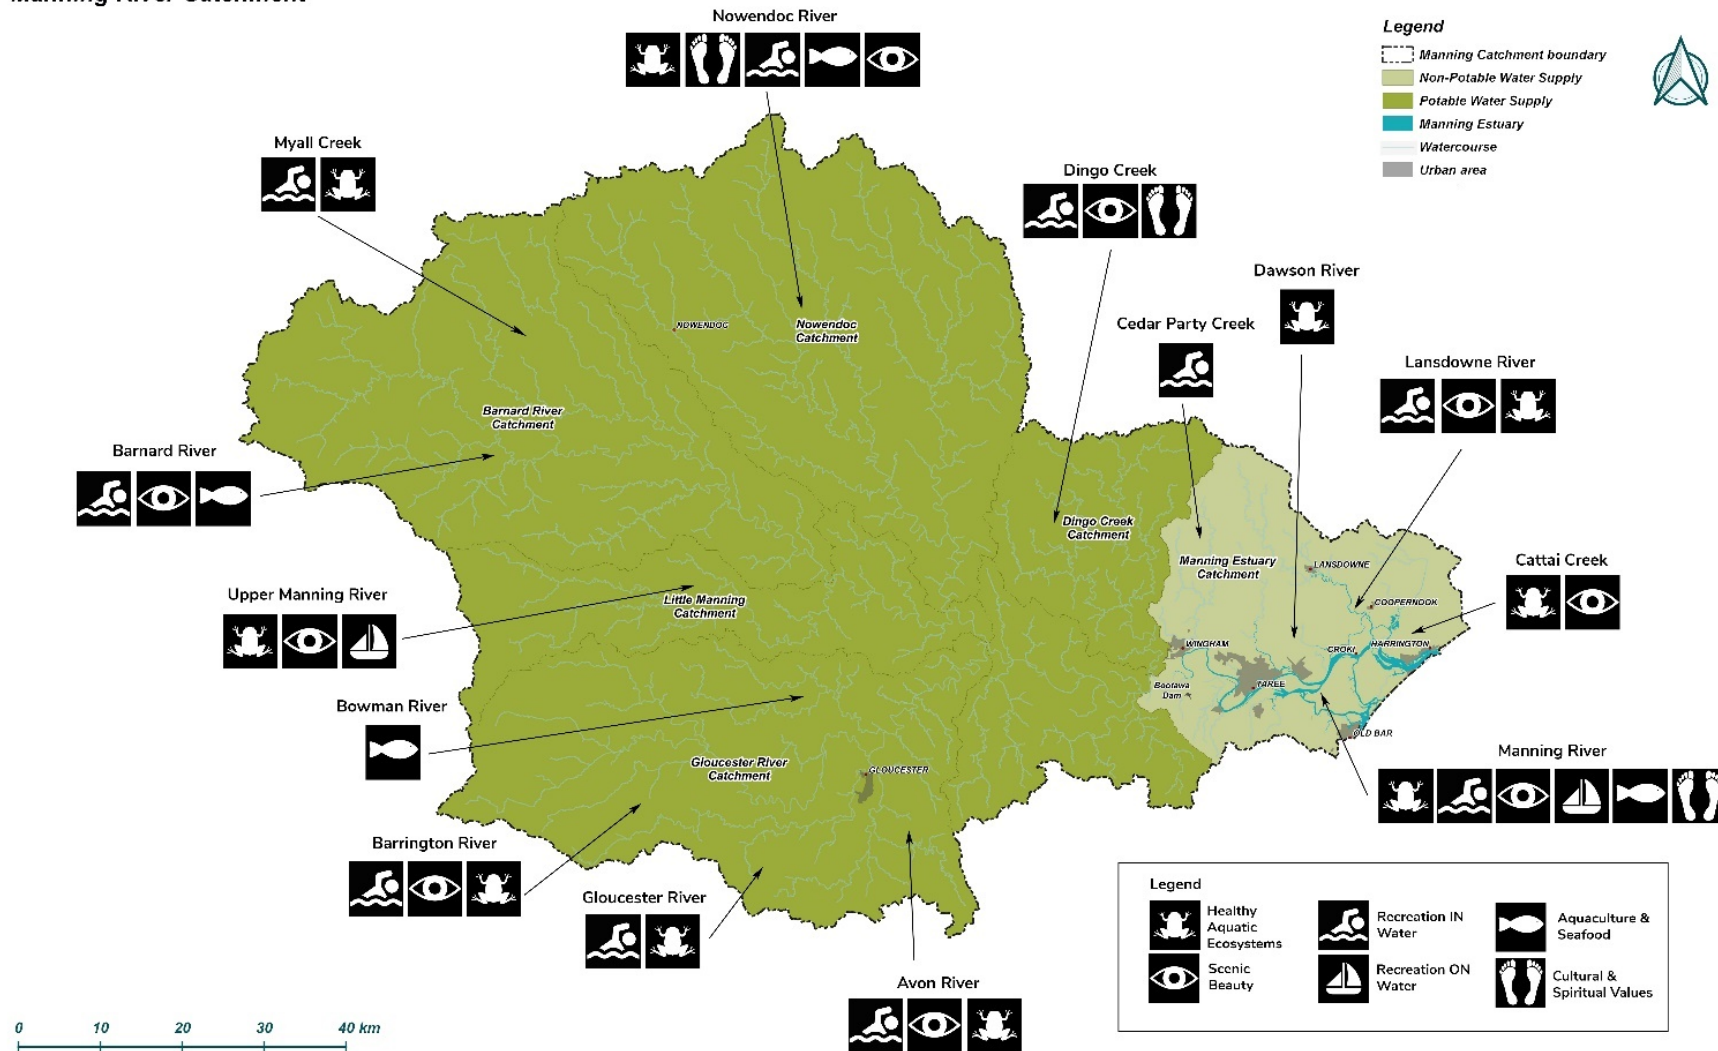 Manning River Catchment
Nowendoc River
Legend
Manning Catchment boundary
Non-Potable Water Supply
Potable Water Supply
Manning Estuary
Watercourse
Urban area
Myall Creek
Dingo Creek
Dawson River
Cedar Party Creek
Lansdowne River
NOWENDOC
Nowendoc
Catchment
Barnard River
Catchment
Barnard River
Dingo Creek
Catchment
Manning Estuary
Catchment
LANSDOWNE
Cattai Creek
COOPERNOOK
Upper Manning River
Little Manning
Catchment
WINGHAM
CROKI
HARRINGTON
Bootawa
Dam
TAREE
Bowman River
OLD BAR
Manning River
Gloucester River
Catchment
GLOUCESTER
Barrington River
Gloucester River
Avon River
Legend
Healthy
Aquatic
Ecosystems
Recreation IN
Water
Aquaculture &
Seafood
Scenic
Beauty
Recreation ON
Water
Cultural &
Spiritual Values
0 10 20 30 40 km